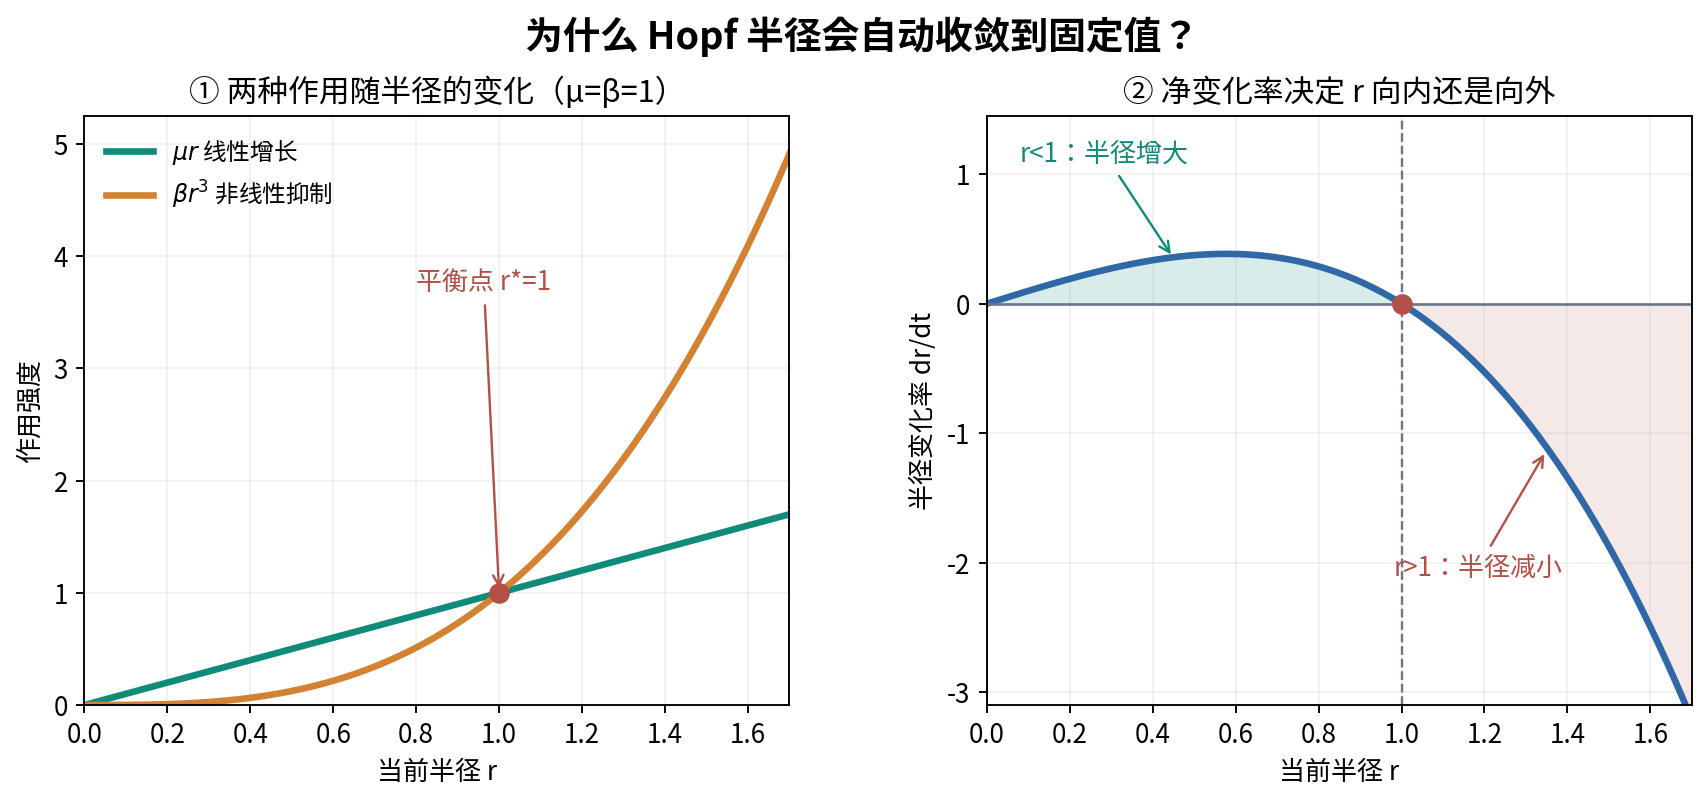 为什么 Hopf 半径会自动收敛到固定值？
① 两种作用随半径的变化（μ=β=1）
μr 线性增长
βr³ 非线性抑制
平衡点 r*=1
作用强度
5
4
3
2
1
0
0.0 0.2 0.4 0.6 0.8 1.0 1.2 1.4 1.6
当前半径 r
② 净变化率决定 r 向内还是向外
r<1：半径增大
r>1：半径减小
半径变化率 dr/dt
1
0
-1
-2
-3
0.0 0.2 0.4 0.6 0.8 1.0 1.2 1.4 1.6
当前半径 r